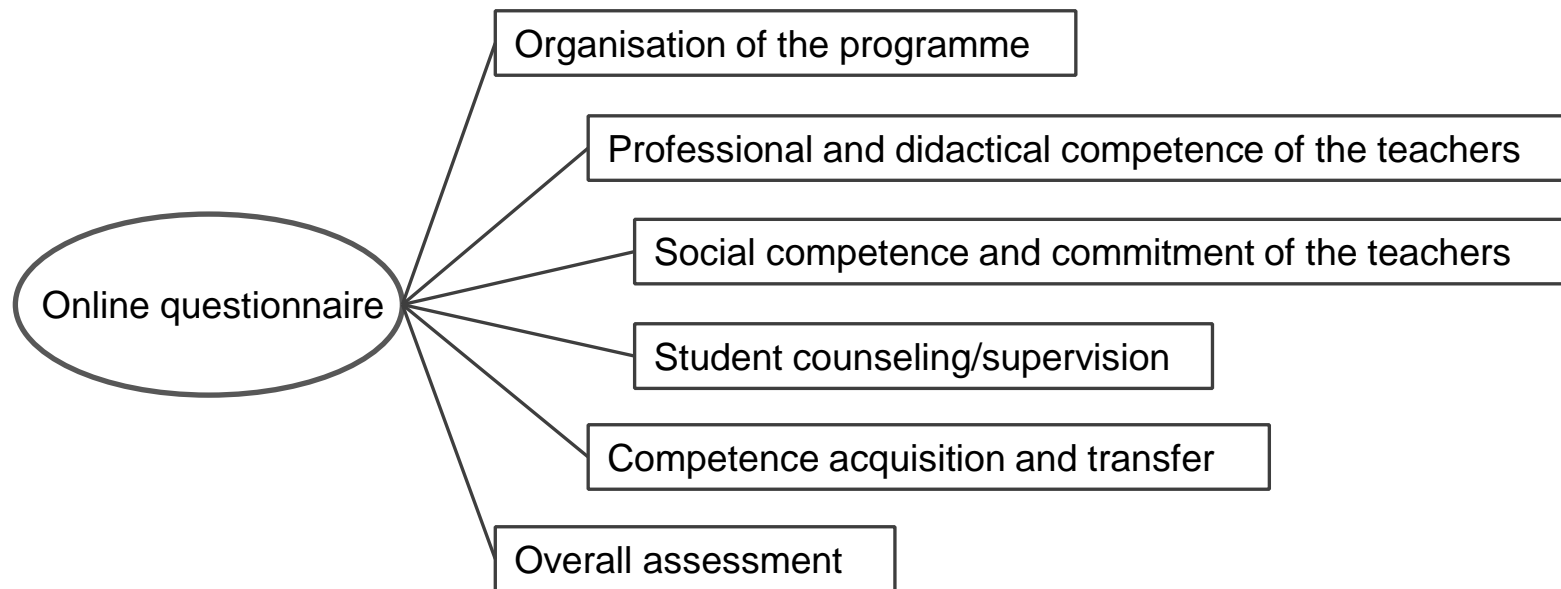 Organisation of the programme
Professional and didactical competence of the teachers
Social competence and commitment of the teachers
Online questionnaire
Student counseling/supervision
Competence acquisition and transfer
Overall assessment